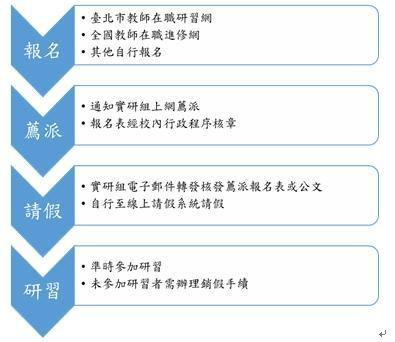 報名
• 臺北市教師在職研習網
• 全國教師在職進修網
• 其他自行報名
薦派
• 通知實研組上網薦派
• 報名表經校內行政程序核章
請假
• 實研組電子郵件轉發核發薦派報名表或公文
• 自行至線上請假系統請假
研習
• 準時參加研習
• 未參加研習者需辦理銷假手續